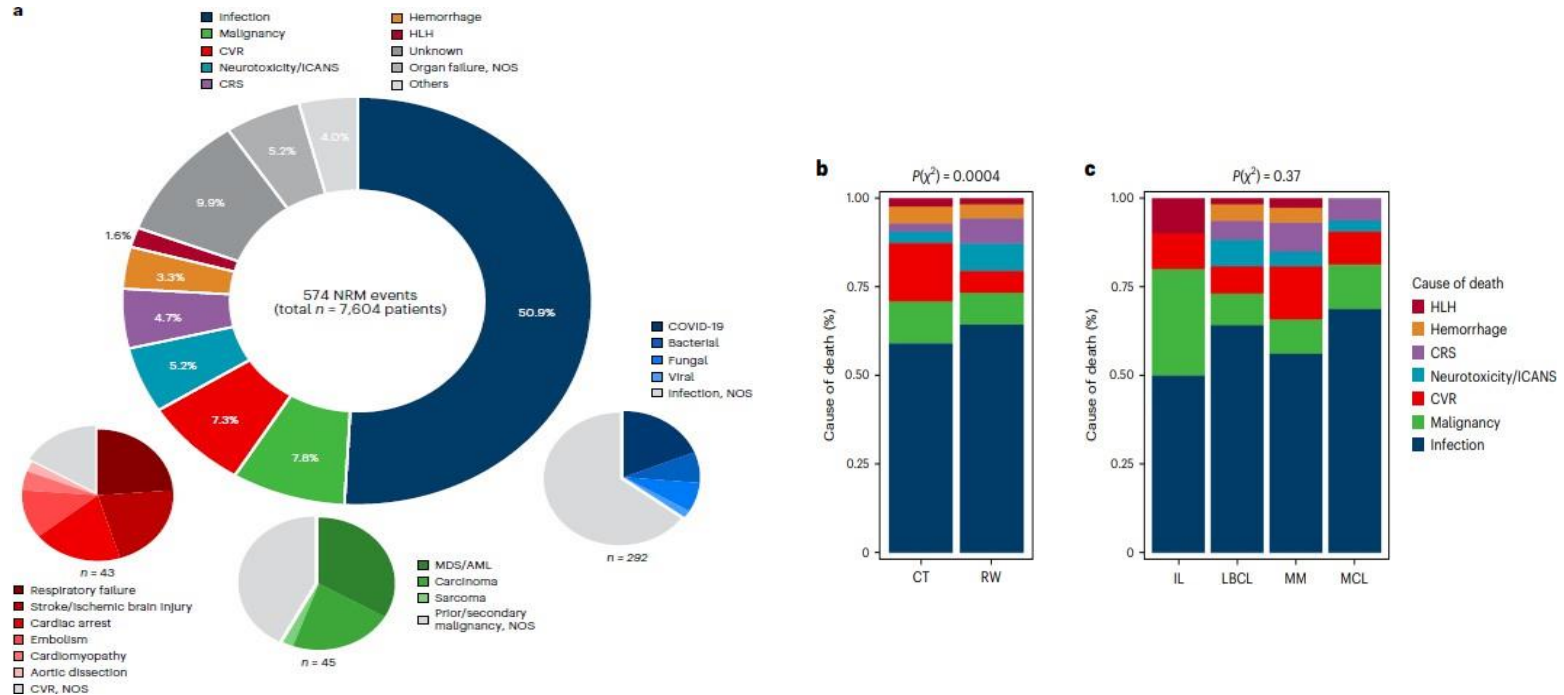 a
Infection
Malignancy
CVR
Neurotoxicity/ICANS
CRS
Hemorrhage
HLH
Unknown
Organ failure, NOS
Others
4.0%
5.2%
9.9%
1.6%
3.3%
4.7%
5.2%
7.3%
7.8%
50.9%
574 NRM events
(total n = 7,604 patients)
COVID-19
Bacterial
Fungal
Viral
Infection, NOS
n = 292
n = 43
Respiratory failure
Stroke/ischemic brain injury
Cardiac arrest
Embolism
Cardiomyopathy
Aortic dissection
CVR, NOS
MDS/AML
Carcinoma
Sarcoma
Prior/secondary
malignancy, NOS
n = 45
b
P(χ²) = 0.0004
Cause of death (%)
1.00
0.75
0.50
0.25
0
CT
RW
c
P(χ²) = 0.37
Cause of death (%)
1.00
0.75
0.50
0.25
0
IL
LBCL
MM
MCL
Cause of death
HLH
Hemorrhage
CRS
Neurotoxicity/ICANS
CVR
Malignancy
Infection